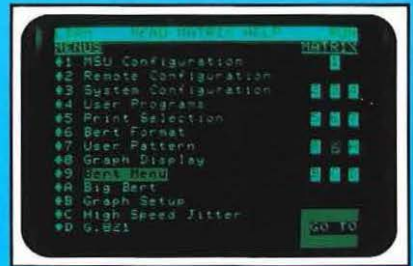 MENU MATRIX HELP
MENUS MATRIX
#1 MSU Configuration
#2 Remote Configuration
#3 System Configuration
#4 User Programs
#5 Print Selection
#6 Bert Format
#7 User Pattern 6
#8 Graph Display
#9 Bert Menu
#A Big Bert
#B Graph Setup
#C High Speed Jitter
#D G.821
GO TO